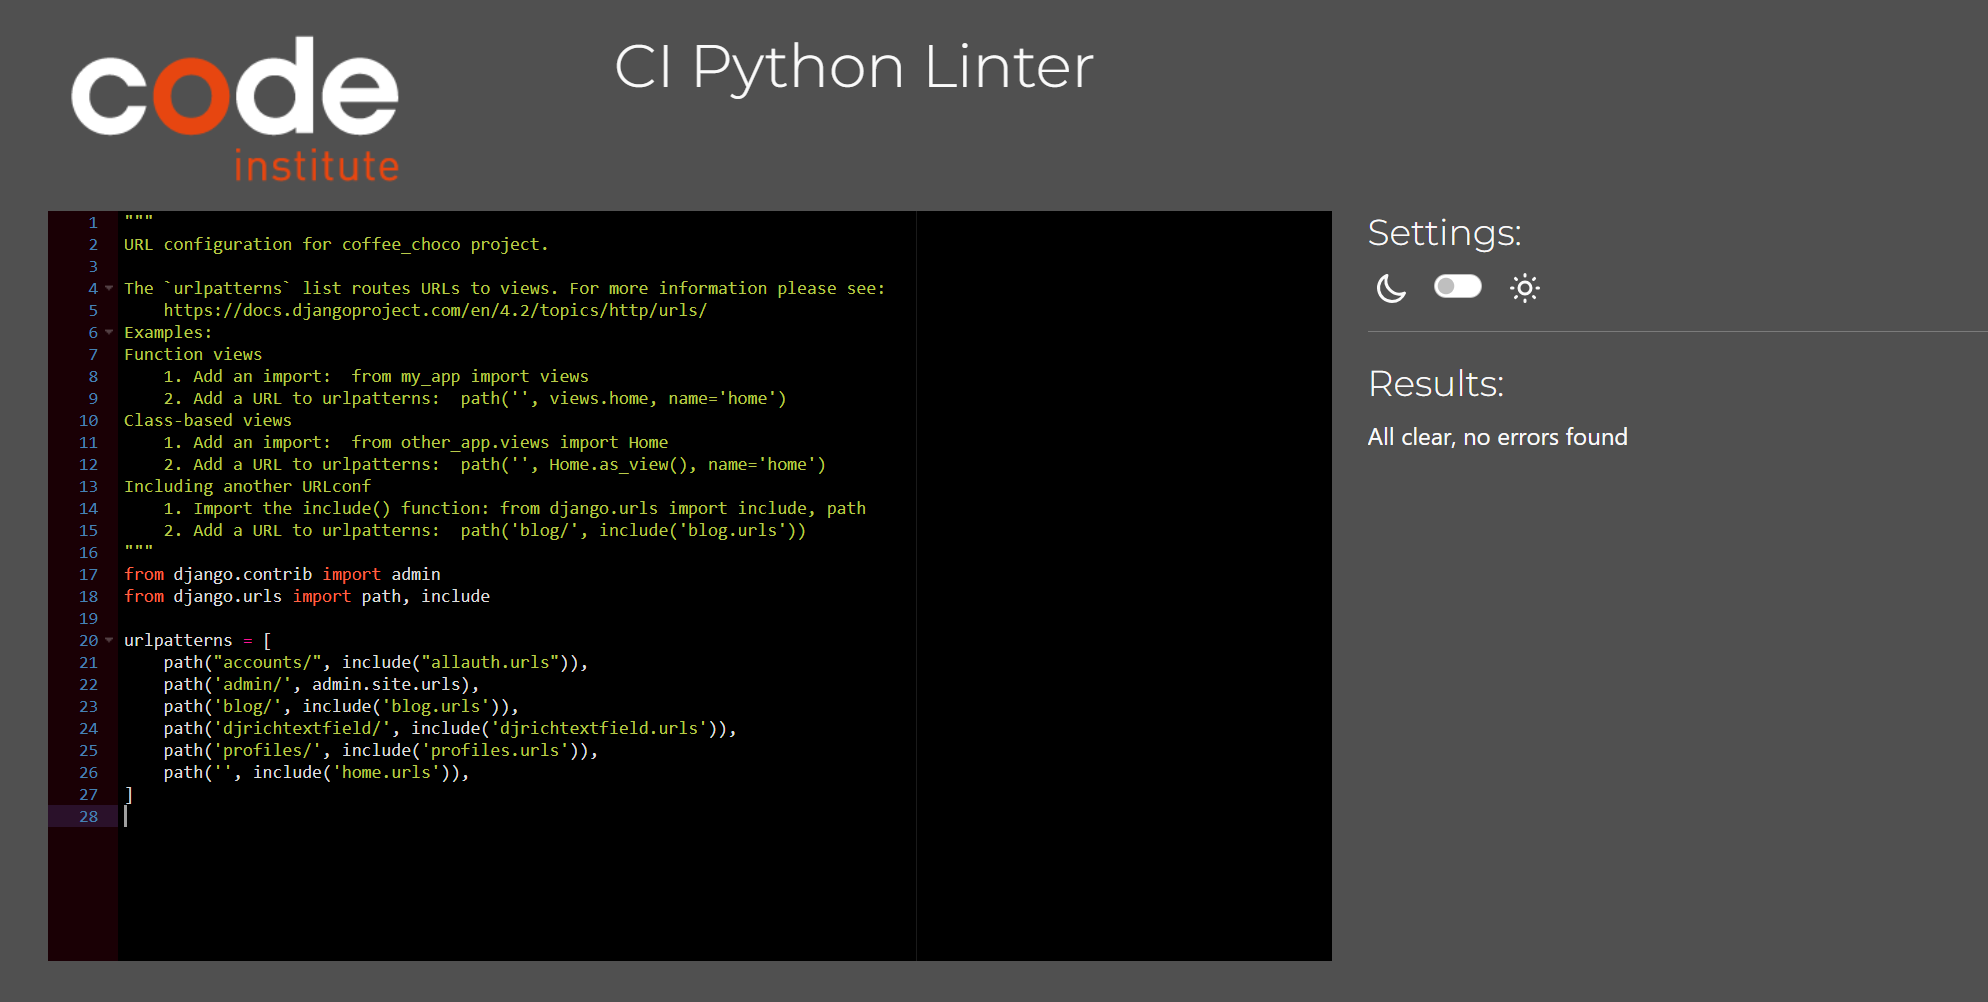 code
institute
CI Python Linter
1 """
2 URL configuration for coffee_choco project.
3
4 The `urlpatterns` list routes URLs to views. For more information please see:
5     https://docs.djangoproject.com/en/4.2/topics/http/urls/
6 Examples:
7 Function views
8     1. Add an import:  from my_app import views
9     2. Add a URL to urlpatterns:  path('', views.home, name='home')
10 Class-based views
11     1. Add an import:  from other_app.views import Home
12     2. Add a URL to urlpatterns:  path('', Home.as_view(), name='home')
13 Including another URLconf
14     1. Import the include() function: from django.urls import include, path
15     2. Add a URL to urlpatterns:  path('blog/', include('blog.urls'))
16 """
17 from django.contrib import admin
18 from django.urls import path, include
19
20 urlpatterns = [
21     path("accounts/", include("allauth.urls")),
22     path('admin/', admin.site.urls),
23     path('blog/', include('blog.urls')),
24     path('djrichtextfield/', include('djrichtextfield.urls')),
25     path('profiles/', include('profiles.urls')),
26     path('', include('home.urls')),
27 ]
28
Settings:
Results:
All clear, no errors found